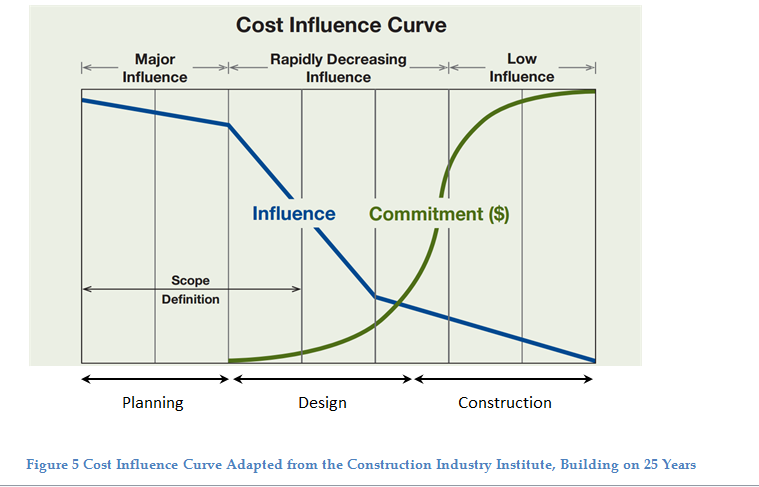 Cost Influence Curve
Major
Influence
Rapidly Decreasing
Influence
Low
Influence
Influence
Commitment ($)
Scope
Definition
Planning
Design
Construction
Figure 5 Cost Influence Curve Adapted from the Construction Industry Institute, Building on 25 Years